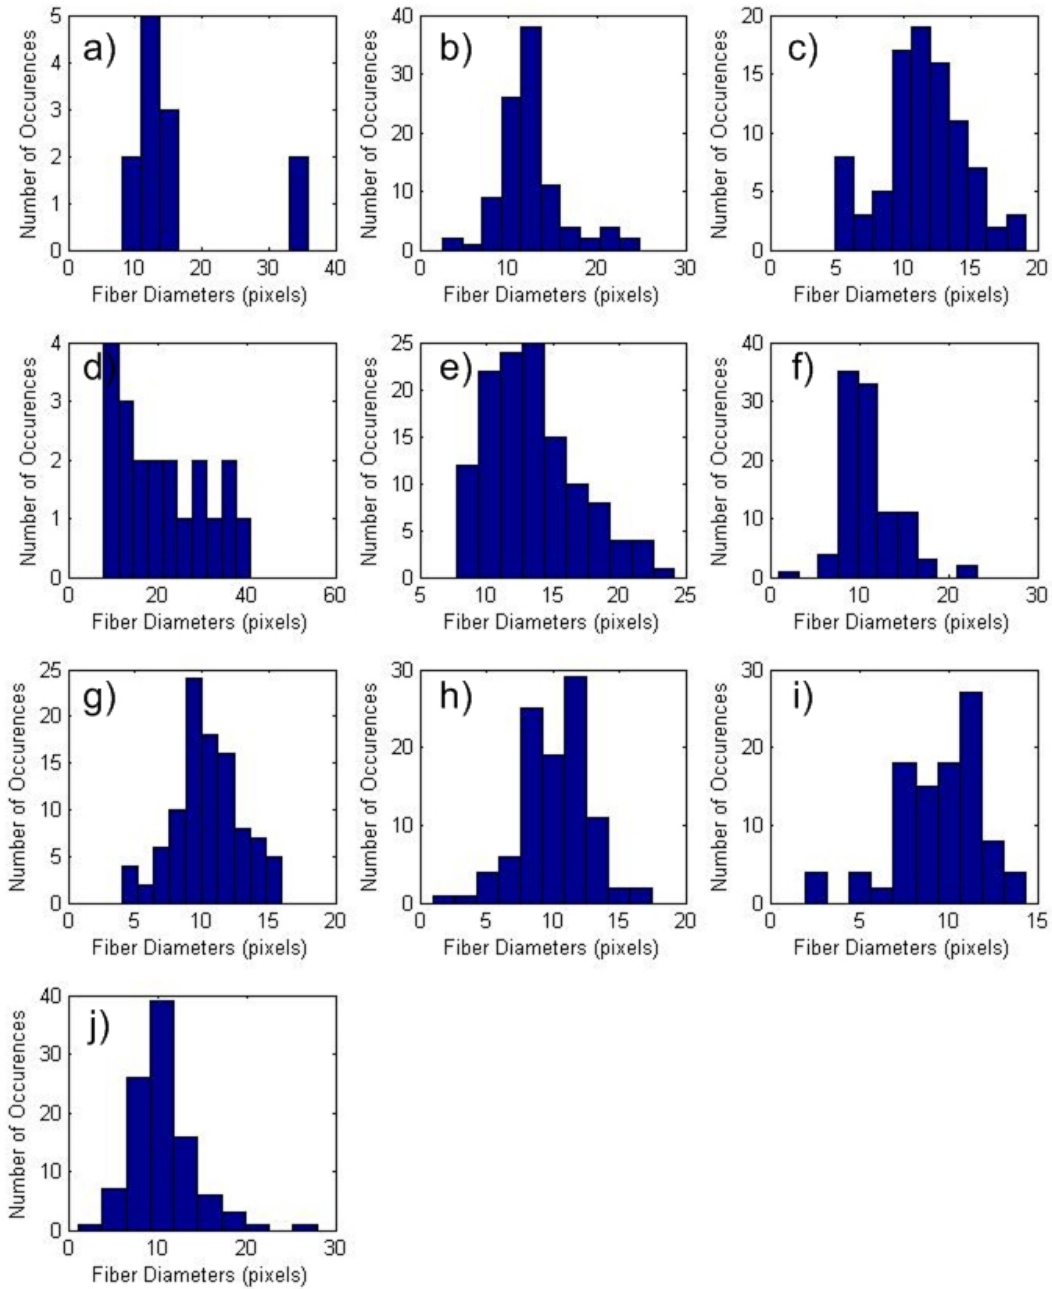 a)
Number of Occurences
5
4
3
2
1
0
0 10 20 30 40
Fiber Diameters (pixels)
b)
Number of Occurences
40
30
20
10
0
0 10 20 30
Fiber Diameters (pixels)
c)
Number of Occurences
20
15
10
5
0
0 5 10 15 20
Fiber Diameters (pixels)
d)
Number of Occurences
4
3
2
1
0
0 20 40 60
Fiber Diameters (pixels)
e)
Number of Occurences
25
20
15
10
5
0
5 10 15 20 25
Fiber Diameters (pixels)
f)
Number of Occurences
40
30
20
10
0
0 10 20 30
Fiber Diameters (pixels)
g)
Number of Occurences
25
20
15
10
5
0
0 5 10 15 20
Fiber Diameters (pixels)
h)
Number of Occurences
30
20
10
0
0 5 10 15 20
Fiber Diameters (pixels)
i)
Number of Occurences
30
20
10
0
0 5 10 15
Fiber Diameters (pixels)
j)
Number of Occurences
40
30
20
10
0
0 10 20 30
Fiber Diameters (pixels)